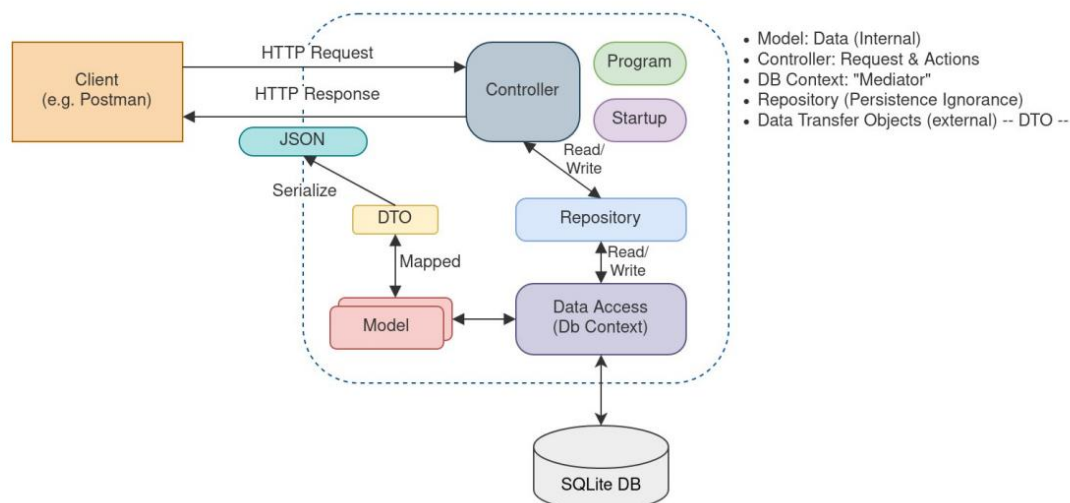 Client
(e.g. Postman)
HTTP Request
HTTP Response
Controller
Program
Startup
• Model: Data (Internal)
• Controller: Request & Actions
• DB Context: "Mediator"
• Repository (Persistence Ignorance)
• Data Transfer Objects (external) -- DTO --
JSON
Serialize
Read/
Write
DTO
Repository
Mapped
Read/
Write
Model
Data Access
(Db Context)
SQLite DB